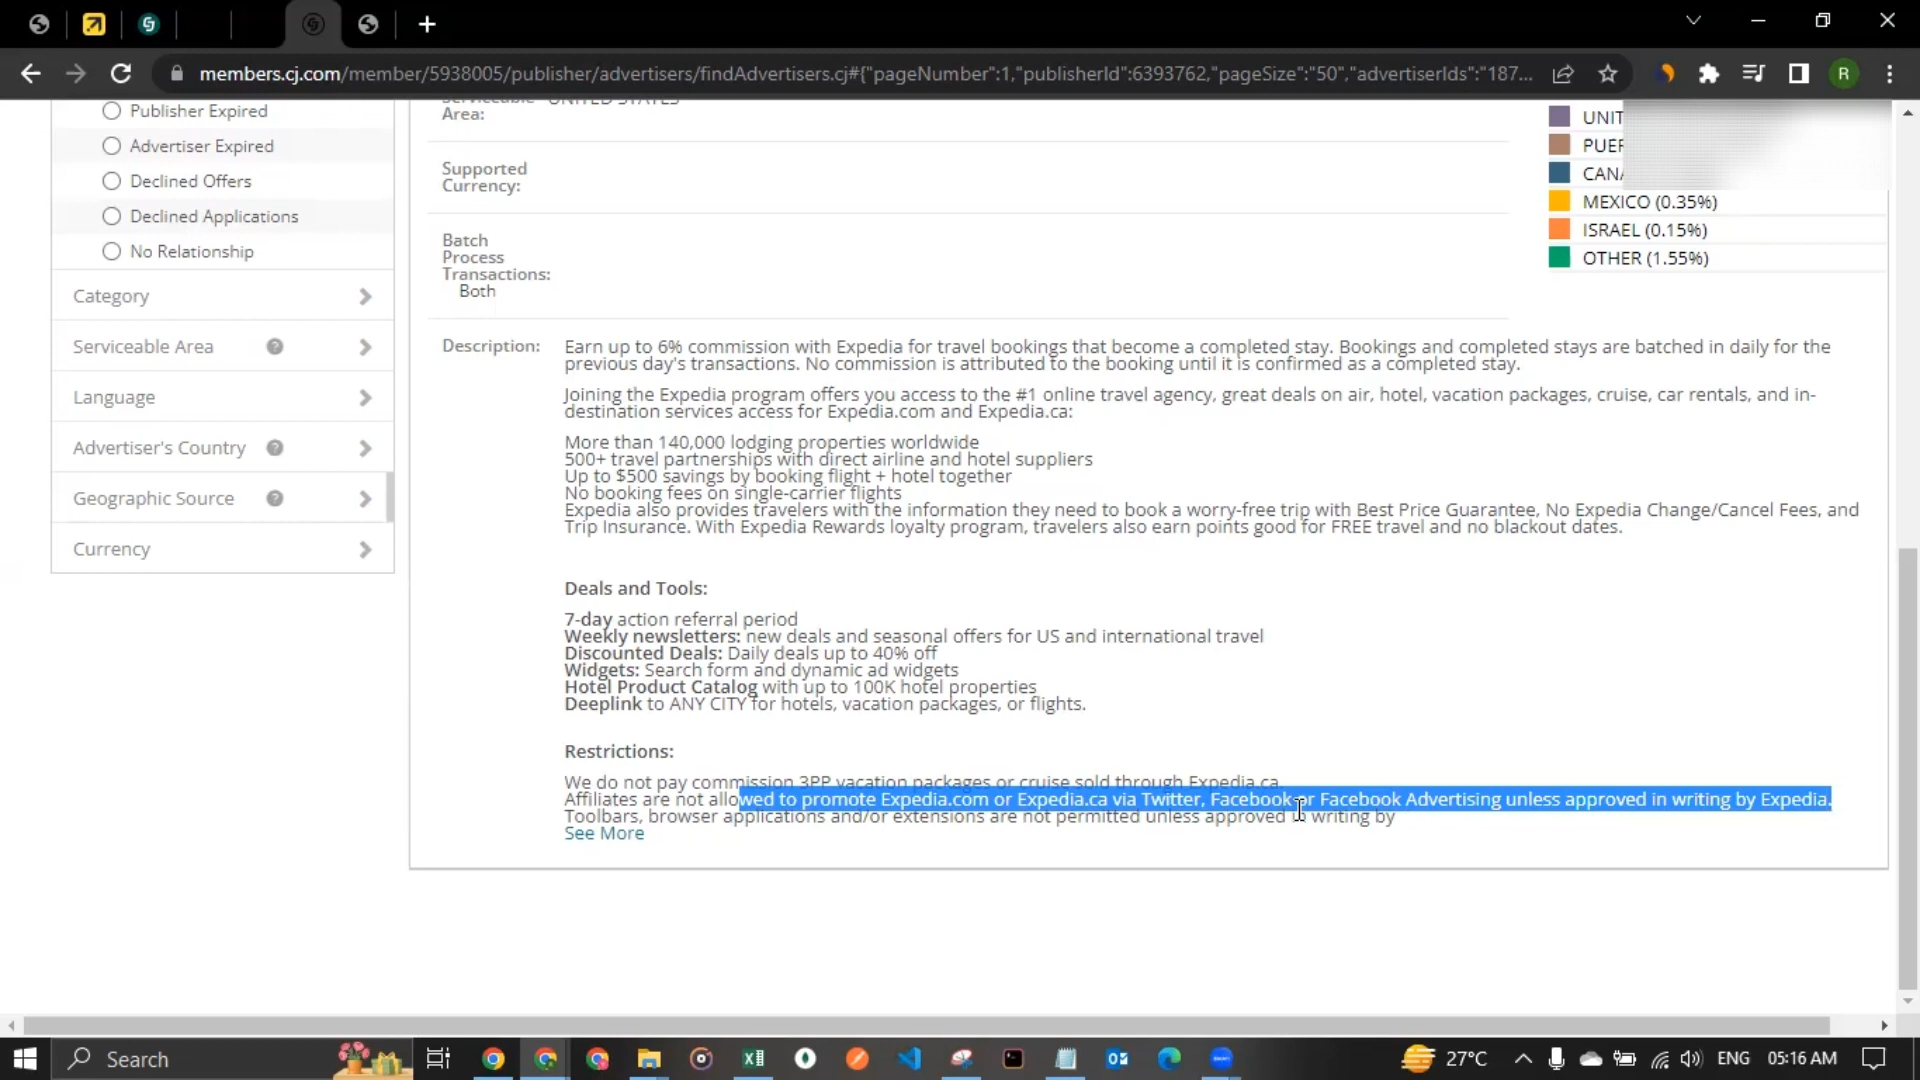 members.cj.com/member/5938005/publisher/advertisers/findAdvertisers.cj#{"pageNumber":1,"publisherId":6393762,"pageSize":"50","advertiserIds":"187...
R
Publisher Expired
Advertiser Expired
Declined Offers
Declined Applications
No Relationship
Category
Serviceable Area
Language
Advertiser's Country
Geographic Source
Currency
Serviceable UNITED STATES
Area:
Supported
Currency:
Batch
Process
Transactions:
Both
UNIT
PUER
CANA
MEXICO (0.35%)
ISRAEL (0.15%)
OTHER (1.55%)
Description: Earn up to 6% commission with Expedia for travel bookings that become a completed stay. Bookings and completed stays are batched in daily for the
previous day's transactions. No commission is attributed to the booking until it is confirmed as a completed stay.
Joining the Expedia program offers you access to the #1 online travel agency, great deals on air, hotel, vacation packages, cruise, car rentals, and in-
destination services access for Expedia.com and Expedia.ca:
More than 140,000 lodging properties worldwide
500+ travel partnerships with direct airline and hotel suppliers
Up to $500 savings by booking flight + hotel together
No booking fees on single-carrier flights
Expedia also provides travelers with the information they need to book a worry-free trip with Best Price Guarantee, No Expedia Change/Cancel Fees, and
Trip Insurance. With Expedia Rewards loyalty program, travelers also earn points good for FREE travel and no blackout dates.
Deals and Tools:
7-day action referral period
Weekly newsletters: new deals and seasonal offers for US and international travel
Discounted Deals: Daily deals up to 40% off
Widgets: Search form and dynamic ad widgets
Hotel Product Catalog with up to 100K hotel properties
Deeplink to ANY CITY for hotels, vacation packages, or flights.
Restrictions:
We do not pay commission 3PP vacation packages or cruise sold through Expedia.ca.
Affiliates are not allowed to promote Expedia.com or Expedia.ca via Twitter, Facebook or Facebook Advertising unless approved in writing by Expedia.
Toolbars, browser applications and/or extensions are not permitted unless approved in writing by
See More
Search
27°C
ENG
05:16 AM